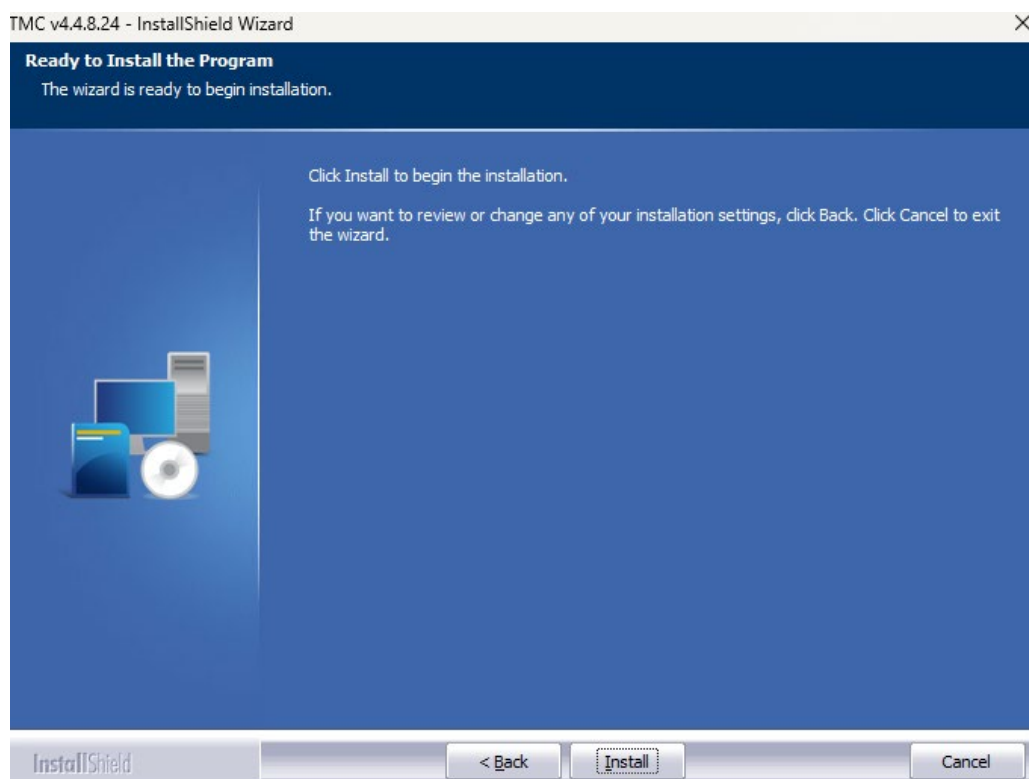 TMC v4.4.8.24 - InstallShield Wizard
Ready to Install the Program
The wizard is ready to begin installation.
Click Install to begin the installation.
If you want to review or change any of your installation settings, click Back. Click Cancel to exit
the wizard.
InstallShield
< Back
Install
Cancel